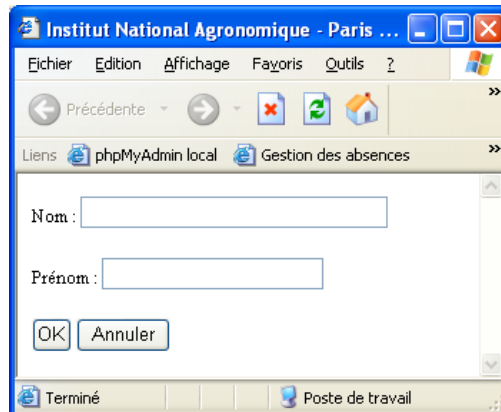 Institut National Agronomique - Paris ...
Fichier Edition Affichage Favoris Outils ?
Précédente
Liens phpMyAdmin local Gestion des absences
Nom :
Prénom :
OK Annuler
Terminé Poste de travail